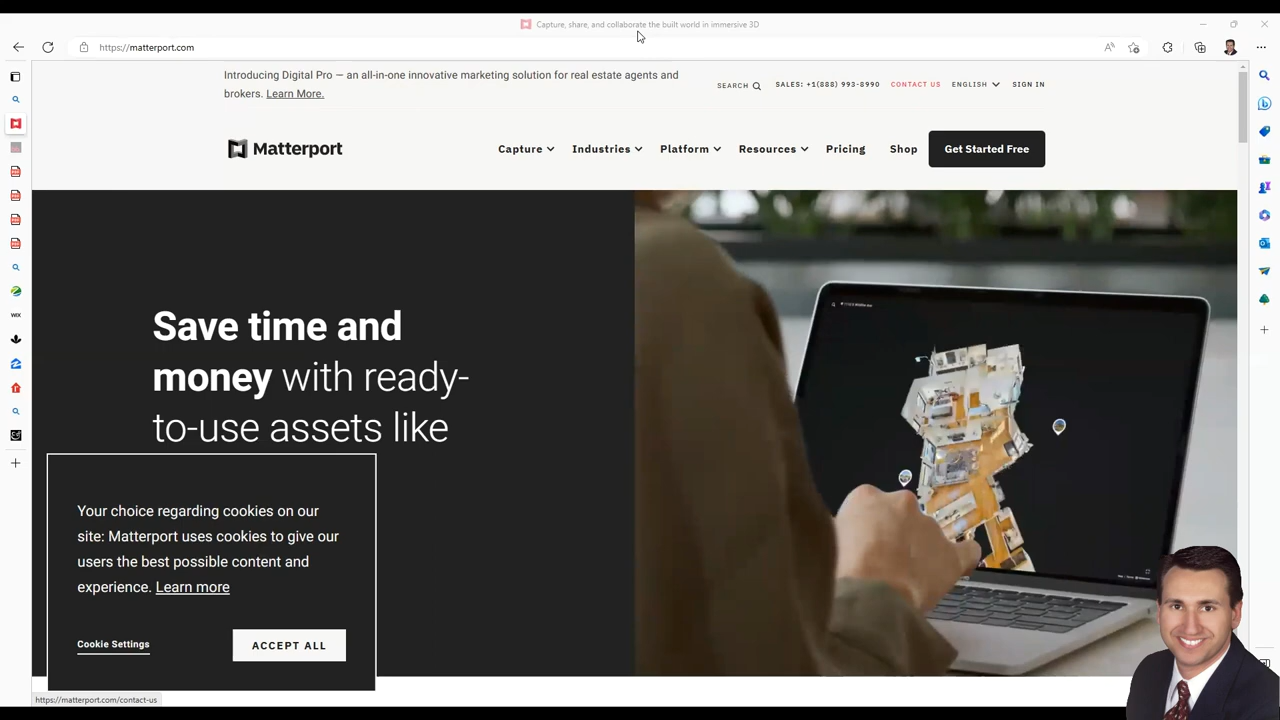 Capture, share, and collaborate the built world in immersive 3D
https://matterport.com
Introducing Digital Pro — an all-in-one innovative marketing solution for real estate agents and
brokers. Learn More.
SEARCH
SALES: +1(888) 993-8990
CONTACT US
ENGLISH
SIGN IN
Matterport
Capture
Industries
Platform
Resources
Pricing
Shop
Get Started Free
Save time and
money with ready-
to-use assets like
Your choice regarding cookies on our
site: Matterport uses cookies to give our
users the best possible content and
experience. Learn more
Cookie Settings
ACCEPT ALL
https://matterport.com/contact-us
WIX